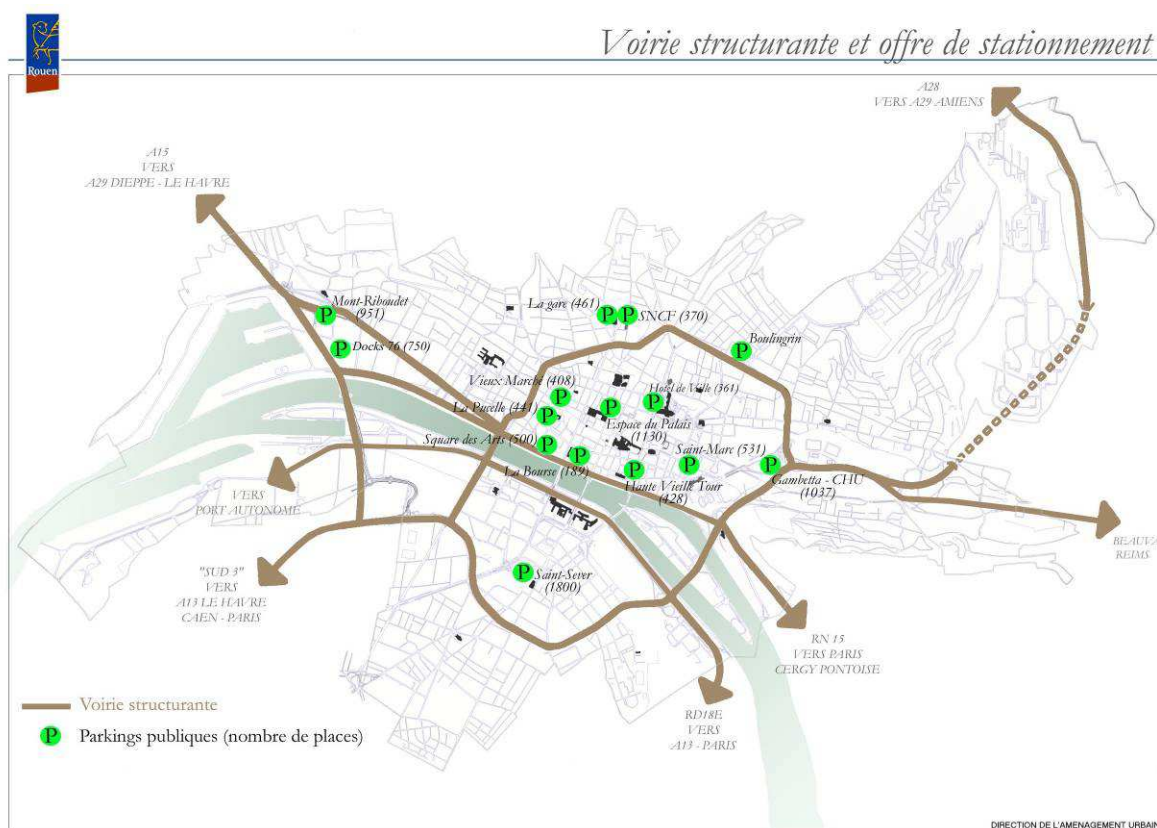 Rouen
Voirie structurante et offre de stationnement
A28
VERS A29 AMIENS
A15
VERS
A29 DIEPPE - LE HAVRE
Mont-Riboudet
(951)
La gare (461)
SNCF (370)
Docks 76 (750)
Boulingrin
Vieux Marché (408)
Hotel de Ville (361)
La Pucelle (441)
Espace du Palais
(1130)
Square des Arts (500)
Saint-Marc (531)
La Bourse (189)
Haute Vieille Tour
(428)
Gambetta - CHU
(1037)
VERS
PORT AUTONOME
BEAUVA
REIMS
"SUD 3"
VERS
A13 LE HAVRE
CAEN - PARIS
Saint-Sever
(1800)
RN 15
VERS PARIS
CERGY PONTOISE
RD18E
VERS
A13 - PARIS
Voirie structurante
P Parkings publiques (nombre de places)
DIRECTION DE L'AMENAGEMENT URBAIN